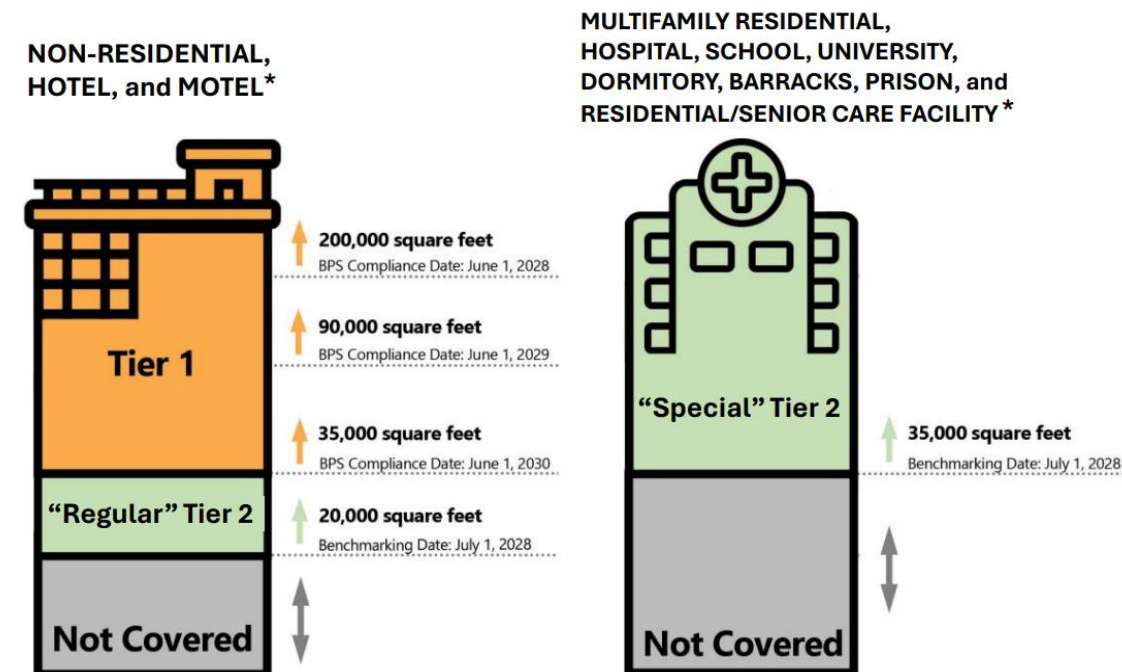 NON-RESIDENTIAL,
HOTEL, and MOTEL*
200,000 square feet
BPS Compliance Date: June 1, 2028
90,000 square feet
BPS Compliance Date: June 1, 2029
Tier 1
35,000 square feet
BPS Compliance Date: June 1, 2030
“Regular” Tier 2
20,000 square feet
Benchmarking Date: July 1, 2028
Not Covered
MULTIFAMILY RESIDENTIAL,
HOSPITAL, SCHOOL, UNIVERSITY,
DORMITORY, BARRACKS, PRISON, and
RESIDENTIAL/SENIOR CARE FACILITY*
“Special” Tier 2
35,000 square feet
Benchmarking Date: July 1, 2028
Not Covered